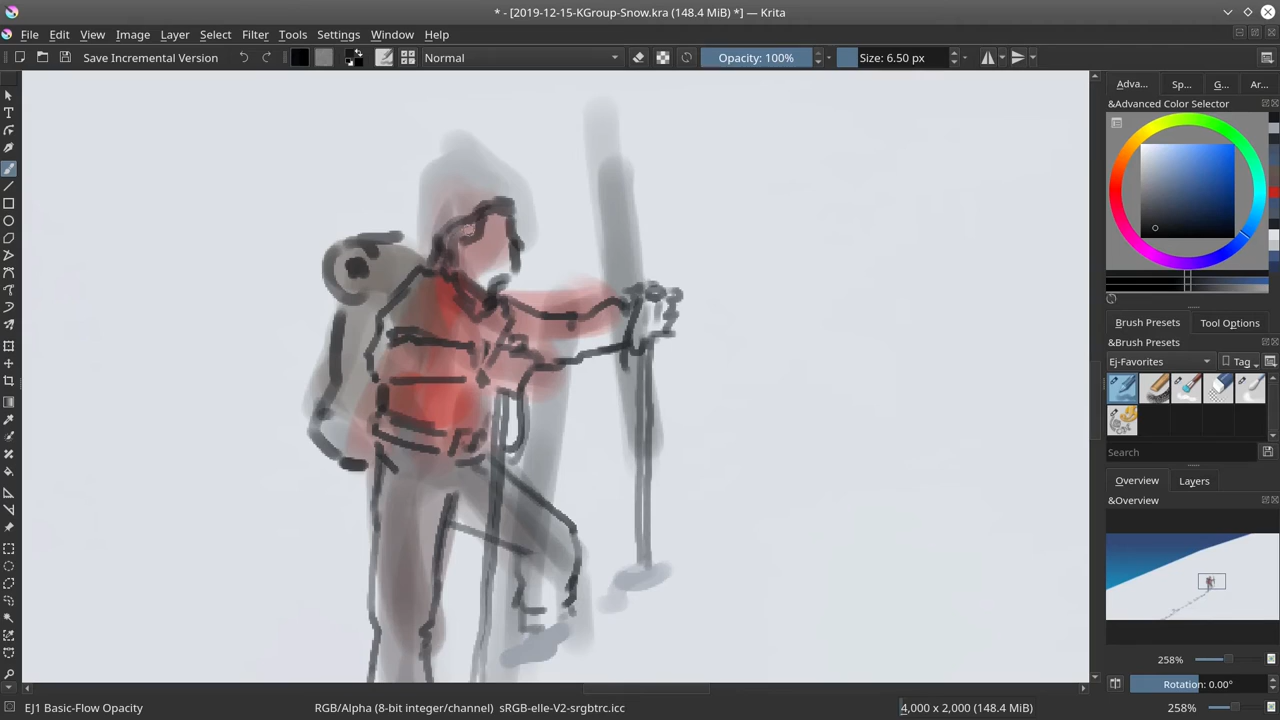 * - [2019-12-15-KGroup-Snow.kra (148.4 MiB) *] — Krita
File Edit View Image Layer Select Filter Tools Settings Window Help
Save Incremental Version Normal Opacity: 100% Size: 6.50 px
Adva... Sp... G... Ar...
&Advanced Color Selector
Brush Presets Tool Options
&Brush Presets
Ej-Favorites Tag
Search
Overview Layers
&Overview
258%
Rotation: 0.00°
EJ1 Basic-Flow Opacity RGB/Alpha (8-bit integer/channel) sRGB-elle-V2-srgbtrc.icc 4,000 x 2,000 (148.4 MiB) 258%